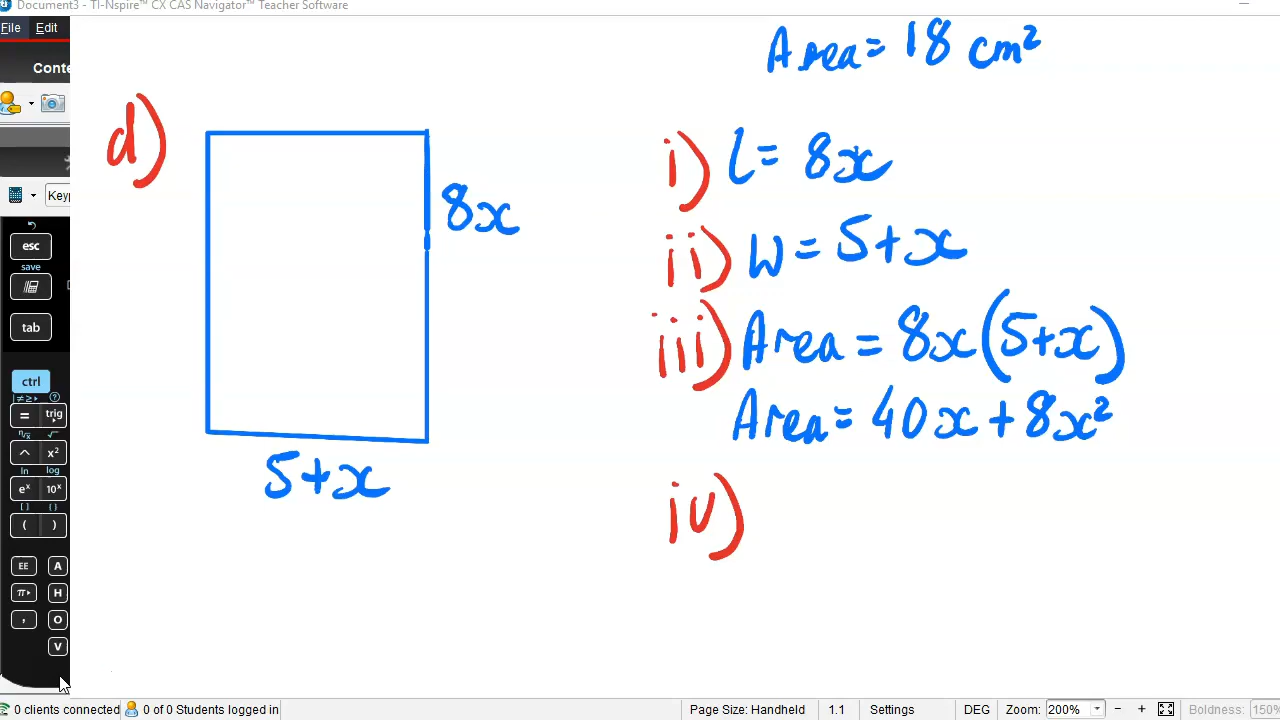 Document3 - TI-Nspire™ CX CAS Navigator™ Teacher Software
File Edit
Conte
Keyp
esc
save
tab
ctrl
|≠≥▸ ?
= trig
ⁿ√x √
^ x²
ln log
eˣ 10ˣ
[ ] { }
( )
EE A
π▸ H
, O
V
Area = 18 cm²
d)
8x
5+x
i) l = 8x
ii) W = 5+x
iii) Area = 8x(5+x)
Area = 40x + 8x²
iv)
0 clients connected 0 of 0 Students logged in Page Size: Handheld 1.1 Settings DEG Zoom: 200% - + Boldness: 150%